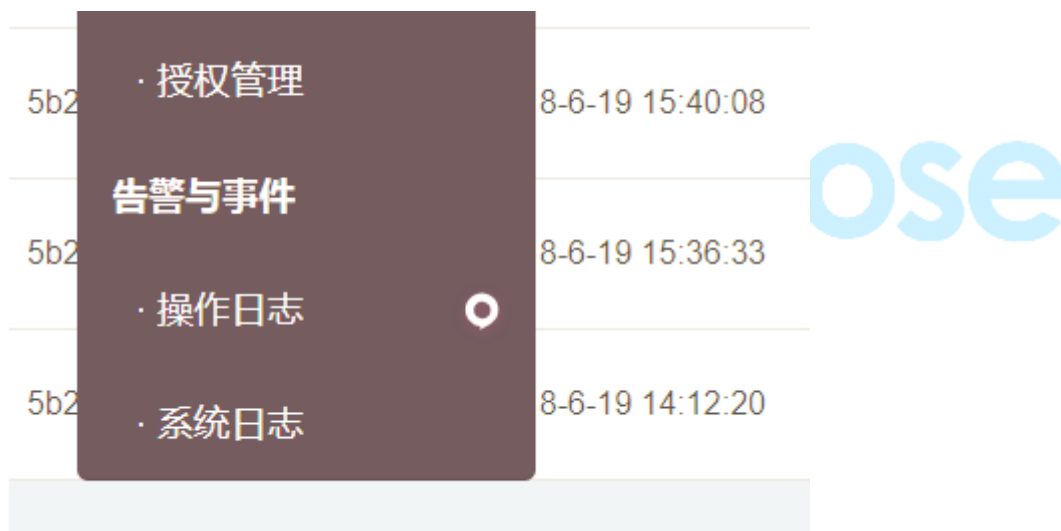 · 授权管理
5b2
8-6-19 15:40:08
告警与事件
ose
5b2
8-6-19 15:36:33
· 操作日志
5b2
8-6-19 14:12:20
· 系统日志